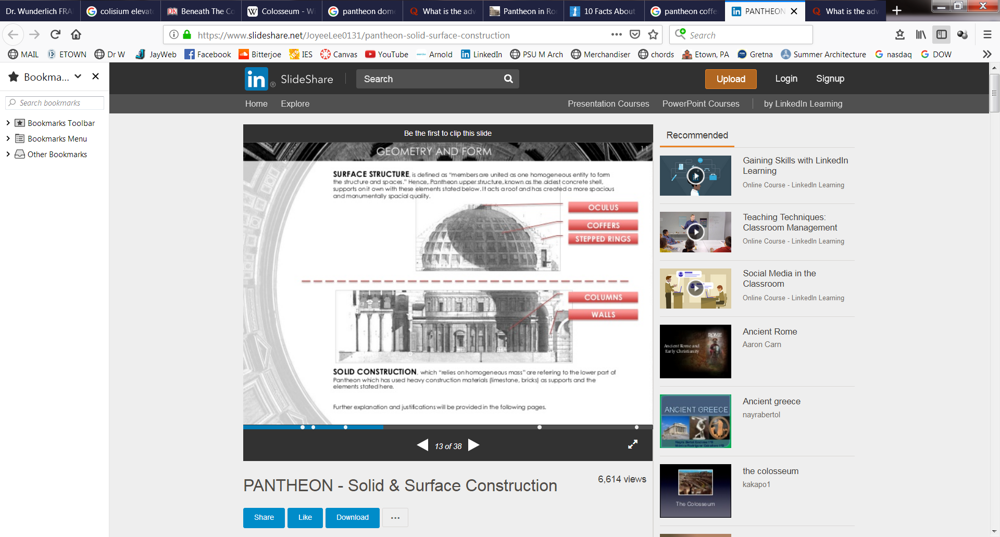 Dr. Wunderlich FRA
colisium elevat
Beneath The Co
Colosseum - Wi
pantheon dome
What is the adv
Pantheon in Ro
10 Facts About
pantheon coffe
PANTHEON
What is the adv
https://www.slideshare.net/JoyeeLee0131/pantheon-solid-surface-construction
Search
MAIL ETOWN Dr W JayWeb Facebook Bitterjoe IES Canvas YouTube Arnold LinkedIn PSU M Arch Merchandiser chords Etown, PA Gretna Summer Architecture nasdaq DOW
Bookma...
Search bookmarks
Bookmarks Toolbar
Bookmarks Menu
Other Bookmarks
in® SlideShare
Search
Upload
Login
Signup
Home Explore
Presentation Courses PowerPoint Courses by LinkedIn Learning
Be the first to clip this slide
GEOMETRY AND FORM
11
SURFACE STRUCTURE, is defined as "members are united as one homogeneous entity to form
the structure and spaces." Hence, Pantheon upper structure, known as the oldest concrete shell,
supports on it own with these elements stated below. It acts a roof and has created a more spacious
and monumentally spacial quality.
OCULUS
COFFERS
STEPPED RINGS
COLUMNS
WALLS
SOLID CONSTRUCTION, which "relies on homogeneous mass" are referring to the lower part of
Pantheon which has used heavy construction materials (limestone, bricks) as supports and the
elements stated here.
Further explanation and justifications will be provided in the following pages.
13 of 38
PANTHEON - Solid & Surface Construction
6,614 views
Share
Like
Download
Recommended
Gaining Skills with LinkedIn
Learning
Online Course - LinkedIn Learning
Teaching Techniques:
Classroom Management
Online Course - LinkedIn Learning
Social Media in the
Classroom
Online Course - LinkedIn Learning
ROME
Ancient Rome and
Early Christianity
Ancient Rome
Aaron Carn
ANCIENT GREECE
Ancient greece
nayrabertol
The Colosseum
the colosseum
kakapo1